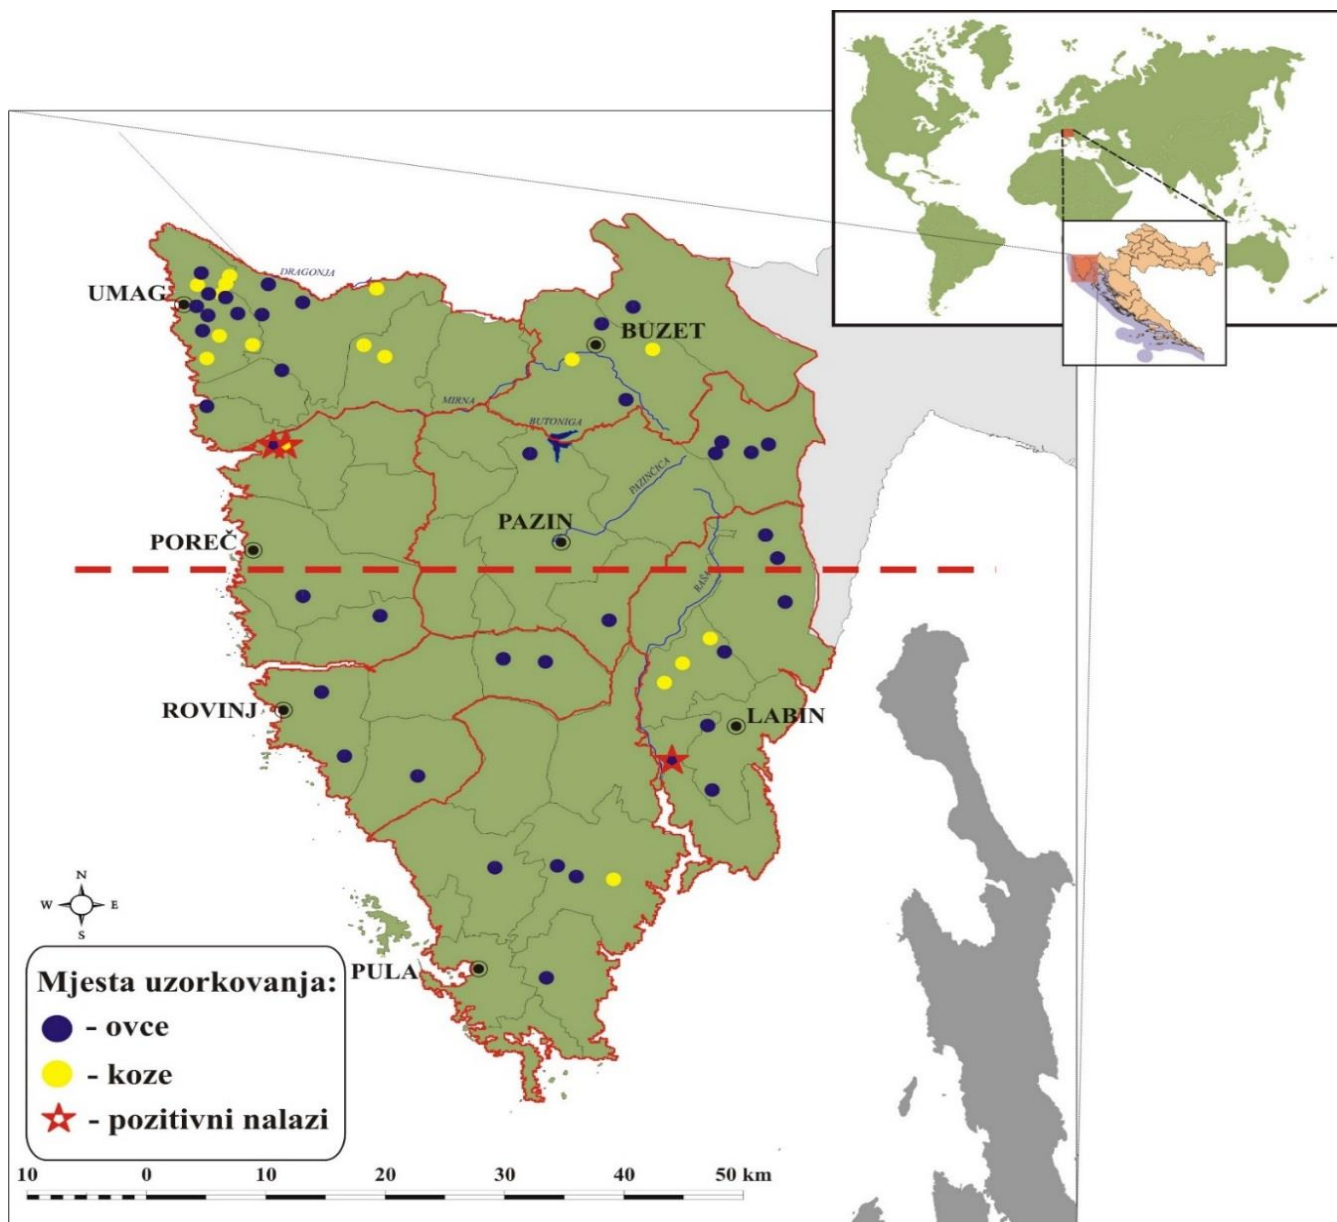 DRAGONJA
UMAG
BUZET
MIRNA
BUTONIGA
PAZINČICA
PAZIN
POREČ
RAŠA
ROVINJ
LABIN
N
W E
S
PULA
Mjesta uzorkovanja:
- ovce
- koze
- pozitivni nalazi
10 0 10 20 30 40 50 km